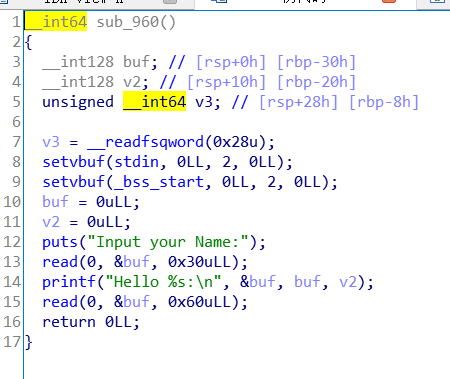 1 __int64 sub_960()
2 {
3 __int128 buf; // [rsp+0h] [rbp-30h]
4 __int128 v2; // [rsp+10h] [rbp-20h]
5 unsigned __int64 v3; // [rsp+28h] [rbp-8h]
6
7 v3 = __readfsqword(0x28u);
8 setvbuf(stdin, 0LL, 2, 0LL);
9 setvbuf(_bss_start, 0LL, 2, 0LL);
10 buf = 0uLL;
11 v2 = 0uLL;
12 puts("Input your Name:");
13 read(0, &buf, 0x30uLL);
14 printf("Hello %s:\n", &buf, buf, v2);
15 read(0, &buf, 0x60uLL);
16 return 0LL;
17 }